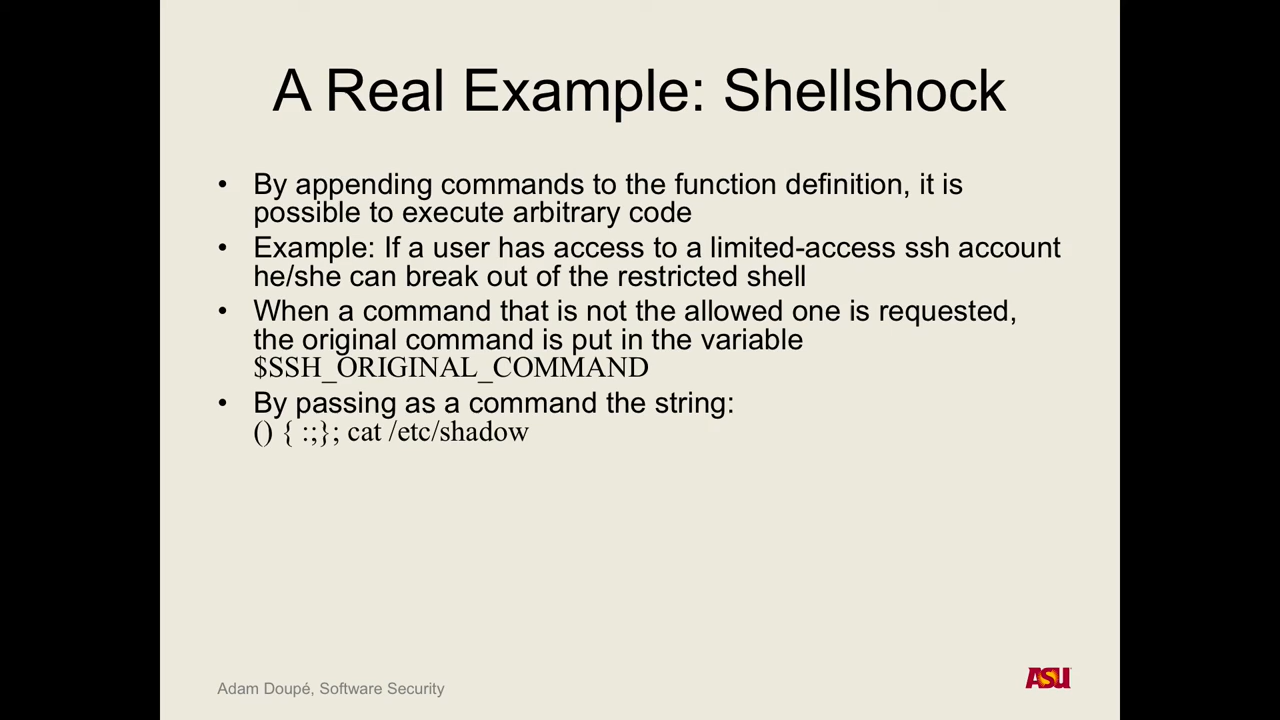 A Real Example: Shellshock
• By appending commands to the function definition, it is
possible to execute arbitrary code
• Example: If a user has access to a limited-access ssh account
he/she can break out of the restricted shell
• When a command that is not the allowed one is requested,
the original command is put in the variable
$SSH_ORIGINAL_COMMAND
• By passing as a command the string:
() { :;}; cat /etc/shadow
Adam Doupé, Software Security
ASU